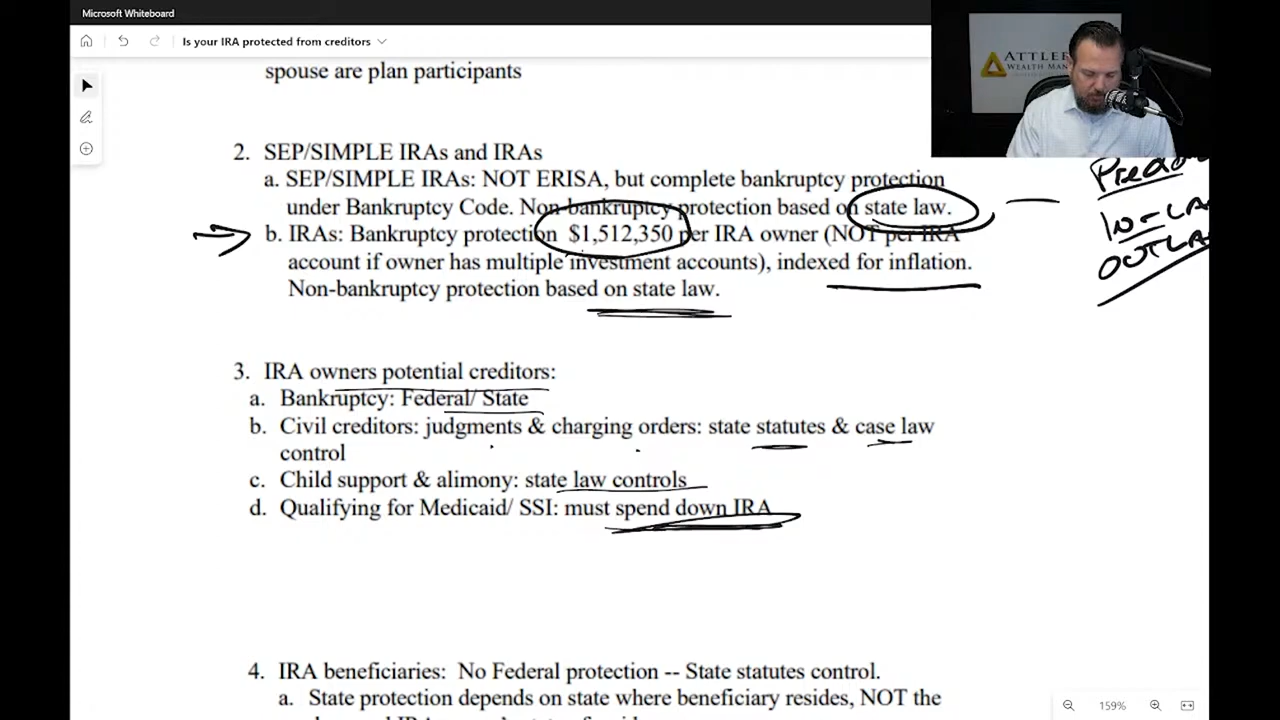 Microsoft Whiteboard
Is your IRA protected from creditors
spouse are plan participants
2. SEP/SIMPLE IRAs and IRAs
a. SEP/SIMPLE IRAs: NOT ERISA, but complete bankruptcy protection
under Bankruptcy Code. Non-bankruptcy protection based on state law.
b. IRAs: Bankruptcy protection $1,512,350 per IRA owner (NOT per IRA
account if owner has multiple investment accounts), indexed for inflation.
Non-bankruptcy protection based on state law.
3. IRA owners potential creditors:
a. Bankruptcy: Federal/ State
b. Civil creditors: judgments & charging orders: state statutes & case law
control
c. Child support & alimony: state law controls
d. Qualifying for Medicaid/ SSI: must spend down IRA
4. IRA beneficiaries: No Federal protection -- State statutes control.
a. State protection depends on state where beneficiary resides, NOT the
159%